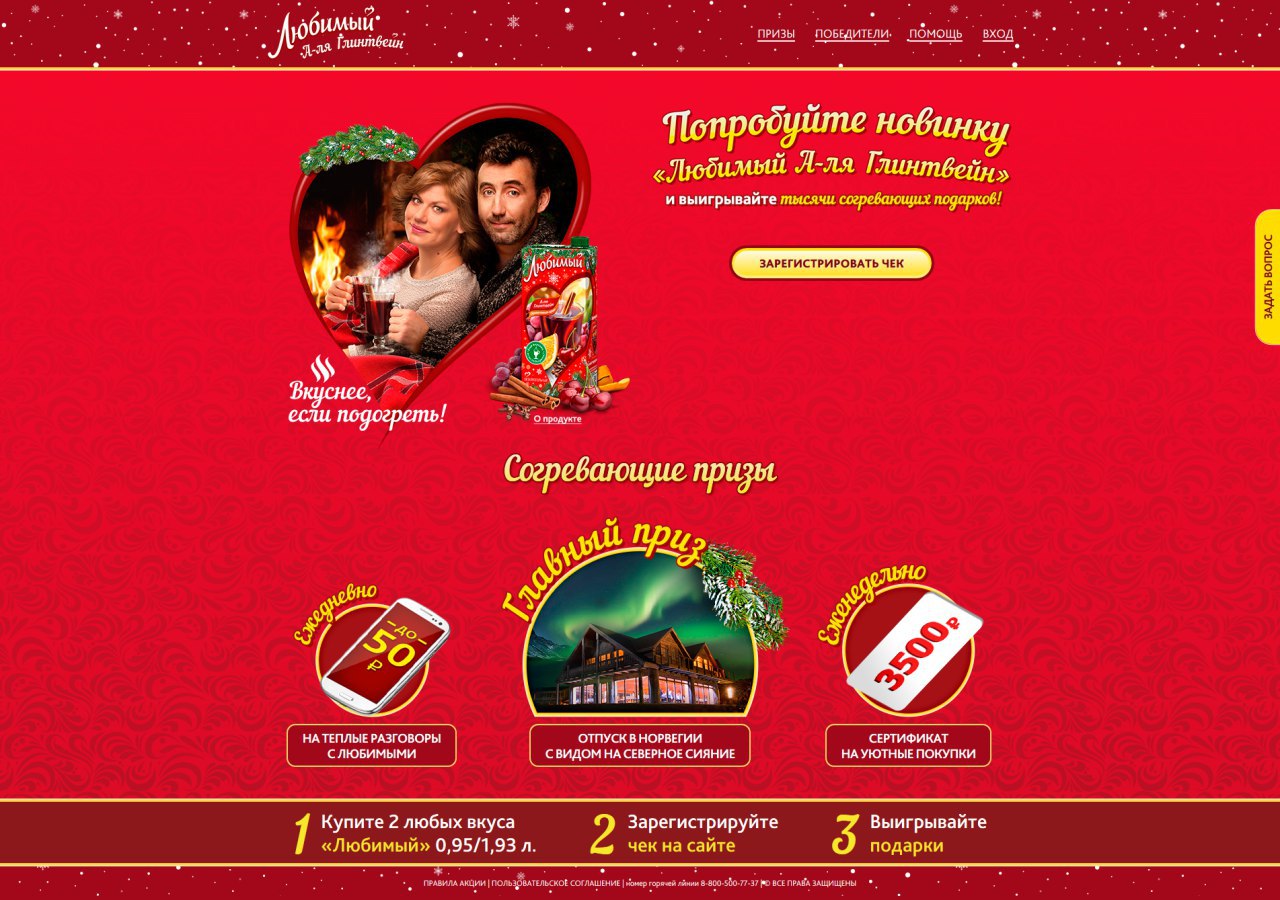 Любимый
А-ля Глинтвейн
ПРИЗЫ
ПОБЕДИТЕЛИ
ПОМОЩЬ
ВХОД
Попробуйте новинку
«Любимый А-ля Глинтвейн»
и выигрывайте тысячи согревающих подарков!
ЗАРЕГИСТРИРОВАТЬ ЧЕК
ЗАДАТЬ ВОПРОС
Любимый
Вкуснее,
если подогреть!
О продукте
Согревающие призы
Ежедневно
–ДО–
50
₽
НА ТЕПЛЫЕ РАЗГОВОРЫ
С ЛЮБИМЫМИ
Главный приз
ОТПУСК В НОРВЕГИИ
С ВИДОМ НА СЕВЕРНОЕ СИЯНИЕ
Еженедельно
3500₽
СЕРТИФИКАТ
НА УЮТНЫЕ ПОКУПКИ
1 Купите 2 любых вкуса
«Любимый» 0,95/1,93 л.
2 Зарегистрируйте
чек на сайте
3 Выигрывайте
подарки
ПРАВИЛА АКЦИИ | ПОЛЬЗОВАТЕЛЬСКОЕ СОГЛАШЕНИЕ | номер горячей линии 8-800-500-77-37 | © ВСЕ ПРАВА ЗАЩИЩЕНЫ